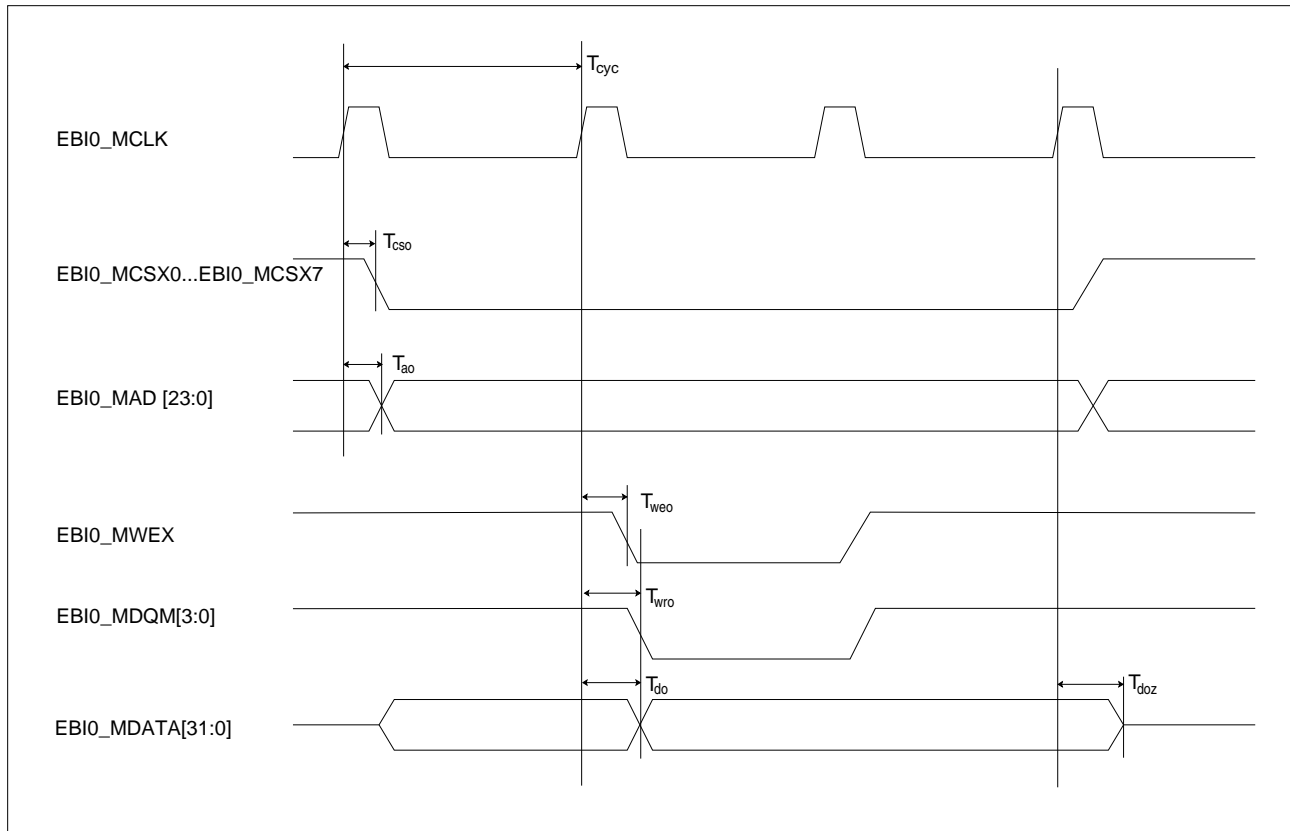 Tcyc
EBI0_MCLK
Tcso
EBI0_MCSX0...EBI0_MCSX7
Tao
EBI0_MAD [23:0]
Tweo
EBI0_MWEX
Twro
EBI0_MDQM[3:0]
Tdo
Tdoz
EBI0_MDATA[31:0]